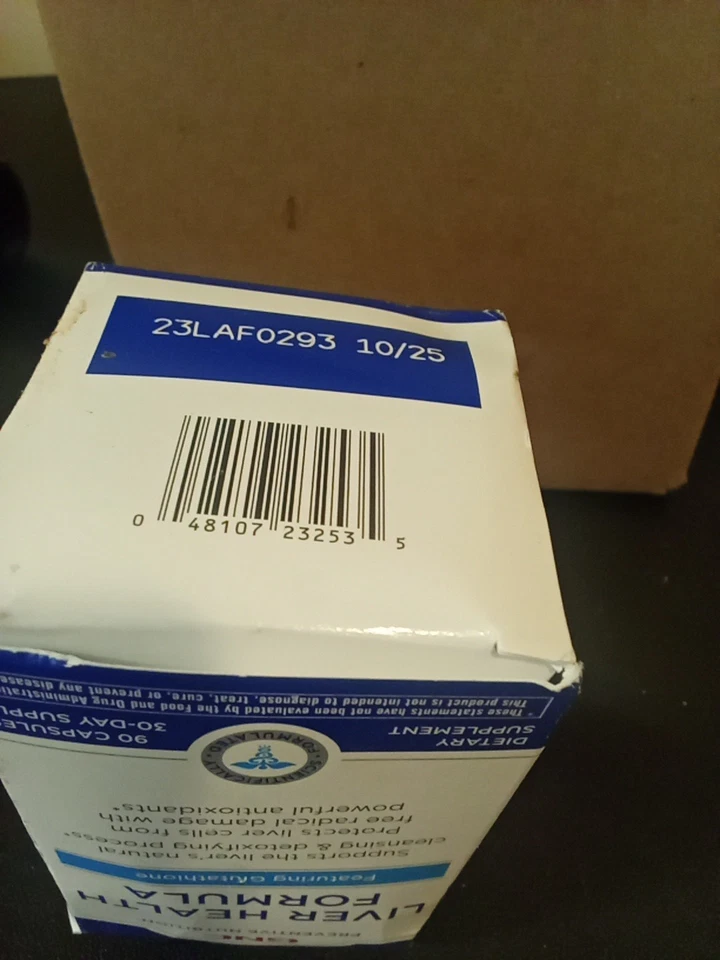 23LAF0293 10/25
0 48107 23253 5
* These statements have not been evaluated by the Food and Drug
This product is not intended to diagnose, treat, cure, or prevent any
DIETARY
SUPPLEMENT
90 CAPSULES
30-DAY SUPPLY
SCIENTIFICALLY
FORMULATED
powerful antioxidants*
free radical damage with
Protects liver cells from
cleansing & detoxifying process*
Supports the liver's natural
Featuring Glutathione
FORMULA
LIVER HEALTH
PREVENTIVE NUTRITION
GNC